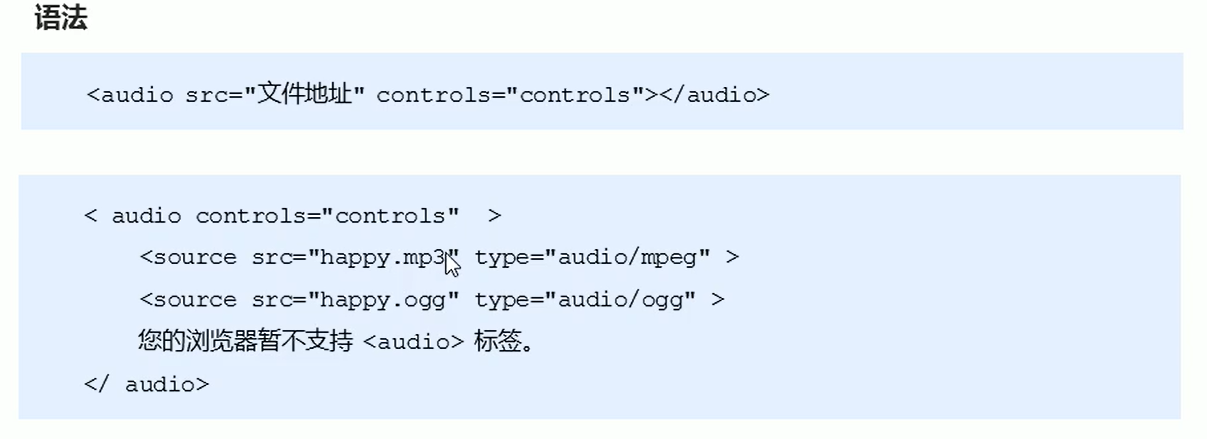 语法
<audio src="文件地址" controls="controls"></audio>
< audio controls="controls"  >
<source src="happy.mp3" type="audio/mpeg" >
<source src="happy.ogg" type="audio/ogg" >
您的浏览器暂不支持 <audio> 标签。
</ audio>